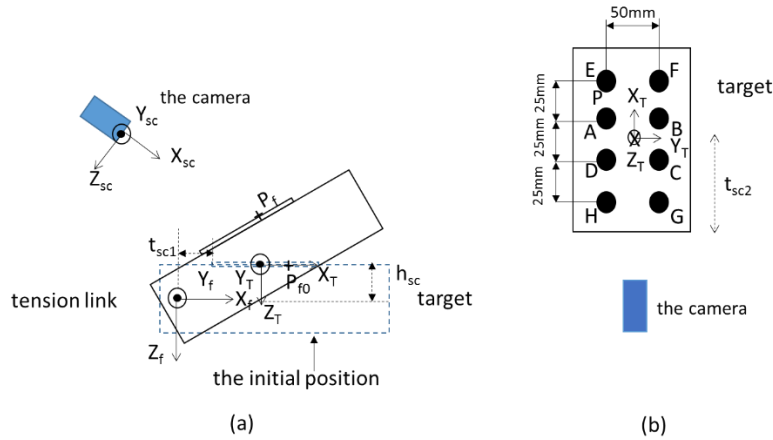 the camera
Y_sc
X_sc
Z_sc
P_f
t_sc1
Y_f
Y_T
P_f0
X_T
h_sc
tension link
X_f
Z_T
target
Z_f
the initial position
(a)
50mm
E
F
target
25mm
P
X_T
A
B
25mm
Y_T
D
Z_T
C
t_sc2
25mm
H
G
the camera
(b)